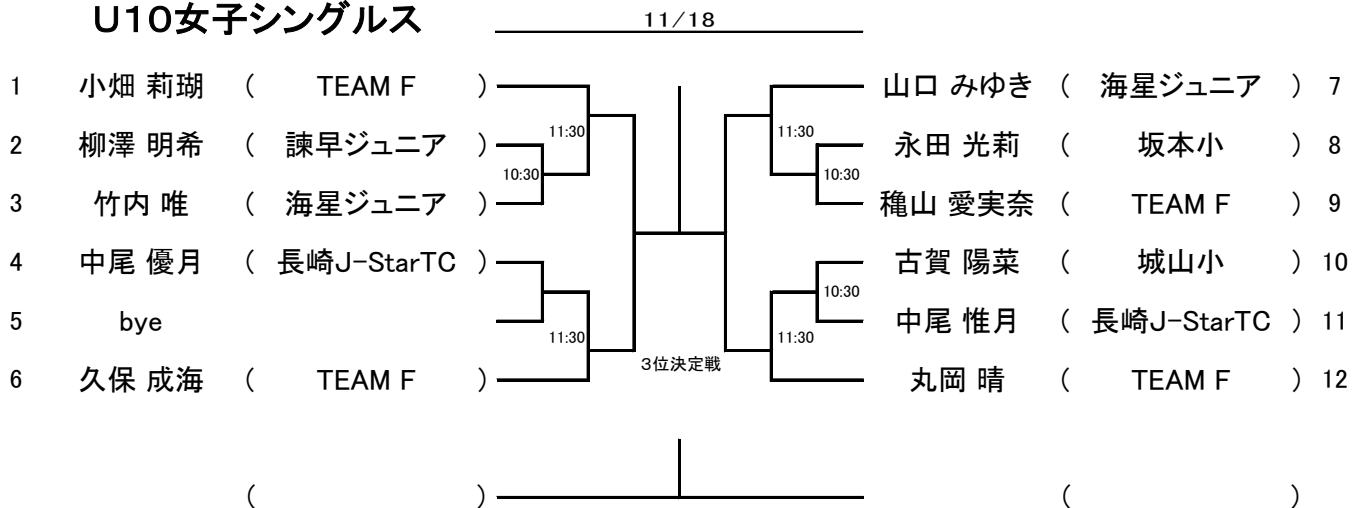 U10女子シングルス
11/18
1 小畑 莉瑚 ( TEAM F ) 山口 みゆき ( 海星ジュニア ) 7
11:30 11:30
2 柳澤 明希 ( 諫早ジュニア ) 永田 光莉 ( 坂本小 ) 8
10:30 10:30
3 竹内 唯 ( 海星ジュニア ) 穐山 愛実奈 ( TEAM F ) 9
4 中尾 優月 ( 長崎J-StarTC ) 古賀 陽菜 ( 城山小 ) 10
10:30
5 bye 中尾 惟月 ( 長崎J-StarTC ) 11
11:30 11:30
3位決定戦
6 久保 成海 ( TEAM F ) 丸岡 晴 ( TEAM F ) 12
( ) ( )